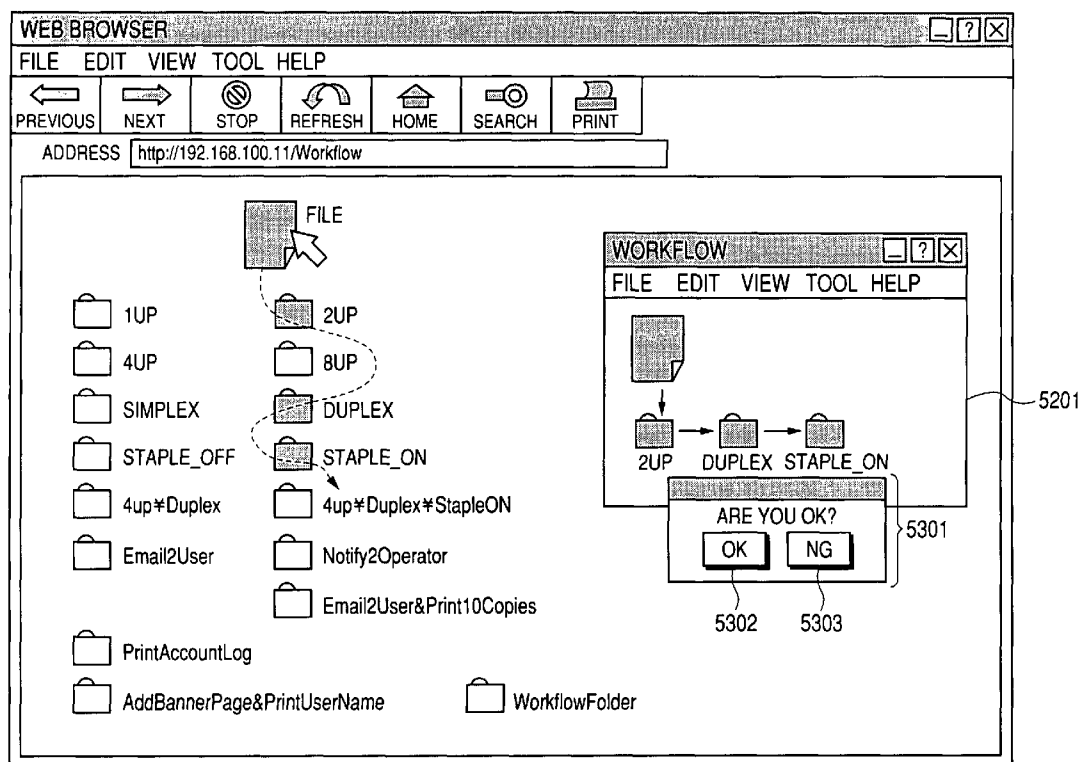 WEB BROWSER
FILE EDIT VIEW TOOL HELP
PREVIOUS NEXT STOP REFRESH HOME SEARCH PRINT
ADDRESS http://192.168.100.11/Workflow
FILE
1UP 2UP
4UP 8UP
SIMPLEX DUPLEX
STAPLE_OFF STAPLE_ON
4up¥Duplex 4up¥Duplex¥StapleON
Email2User Notify2Operator
Email2User&Print10Copies
PrintAccountLog
AddBannerPage&PrintUserName WorkflowFolder
WORKFLOW
FILE EDIT VIEW TOOL HELP
2UP DUPLEX STAPLE_ON
ARE YOU OK?
OK NG
5201
5301
5302 5303